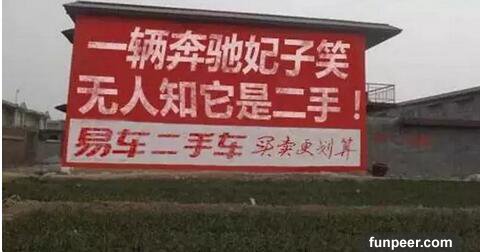 一辆奔驰妃子笑
无人知它是二手！
易车二手车 买卖更划算
funpeer.com